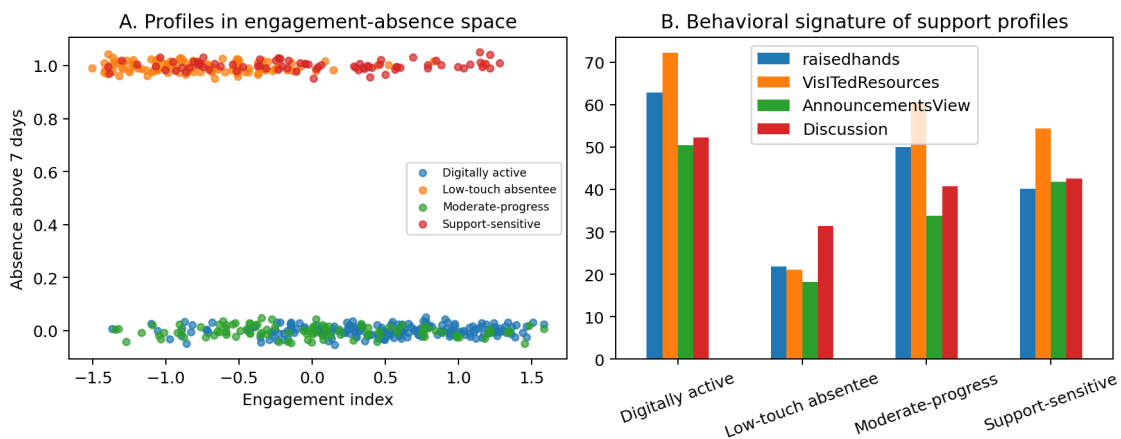 A. Profiles in engagement-absence space
Absence above 7 days
1.0
0.8
0.6
0.4
0.2
0.0
Digitally active
Low-touch absentee
Moderate-progress
Support-sensitive
−1.5
−1.0
−0.5
0.0
0.5
1.0
1.5
Engagement index
B. Behavioral signature of support profiles
70
60
50
40
30
20
10
0
raisedhands
VisITedResources
AnnouncementsView
Discussion
Digitally active
Low-touch absentee
Moderate-progress
Support-sensitive